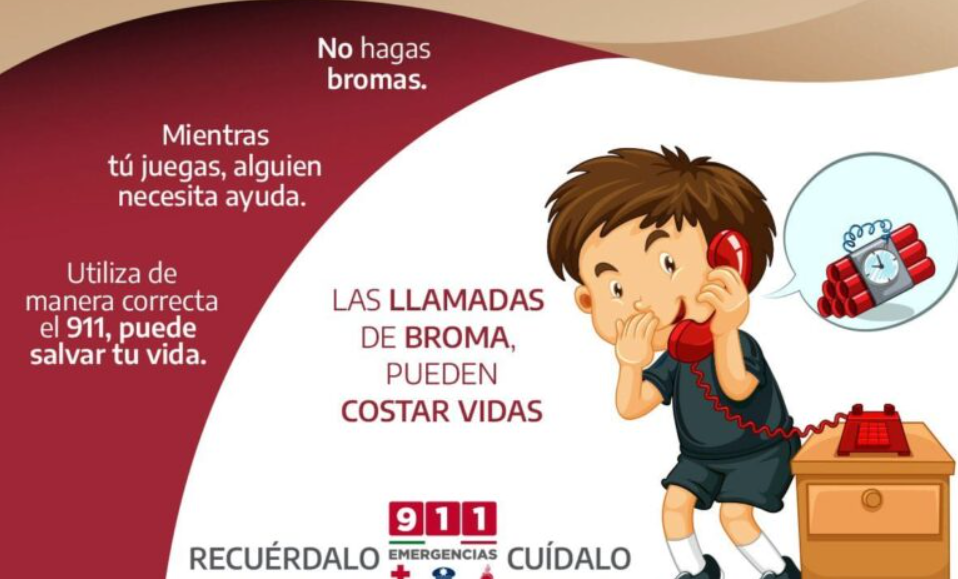 No hagas
bromas.
Mientras
tú juegas, alguien
necesita ayuda.
Utiliza de
manera correcta
el 911, puede
salvar tu vida.
LAS LLAMADAS
DE BROMA,
PUEDEN
COSTAR VIDAS
911
RECUÉRDALO EMERGENCIAS CUÍDALO